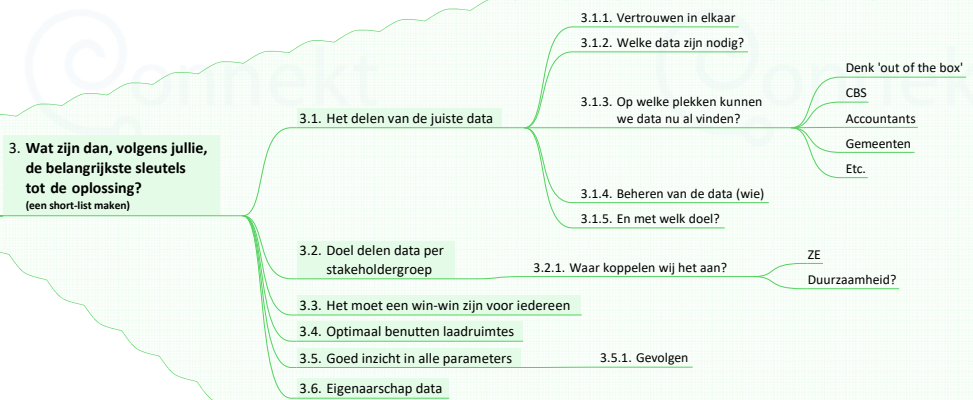 3. Wat zijn dan, volgens jullie,
de belangrijkste sleutels
tot de oplossing?
(een short-list maken)
3.1. Het delen van de juiste data
3.1.1. Vertrouwen in elkaar
3.1.2. Welke data zijn nodig?
3.1.3. Op welke plekken kunnen
we data nu al vinden?
Denk 'out of the box'
CBS
Accountants
Gemeenten
Etc.
3.1.4. Beheren van de data (wie)
3.1.5. En met welk doel?
3.2. Doel delen data per
stakeholdergroep
3.2.1. Waar koppelen wij het aan?
ZE
Duurzaamheid?
3.3. Het moet een win-win zijn voor iedereen
3.4. Optimaal benutten laadruimtes
3.5. Goed inzicht in alle parameters
3.5.1. Gevolgen
3.6. Eigenaarschap data